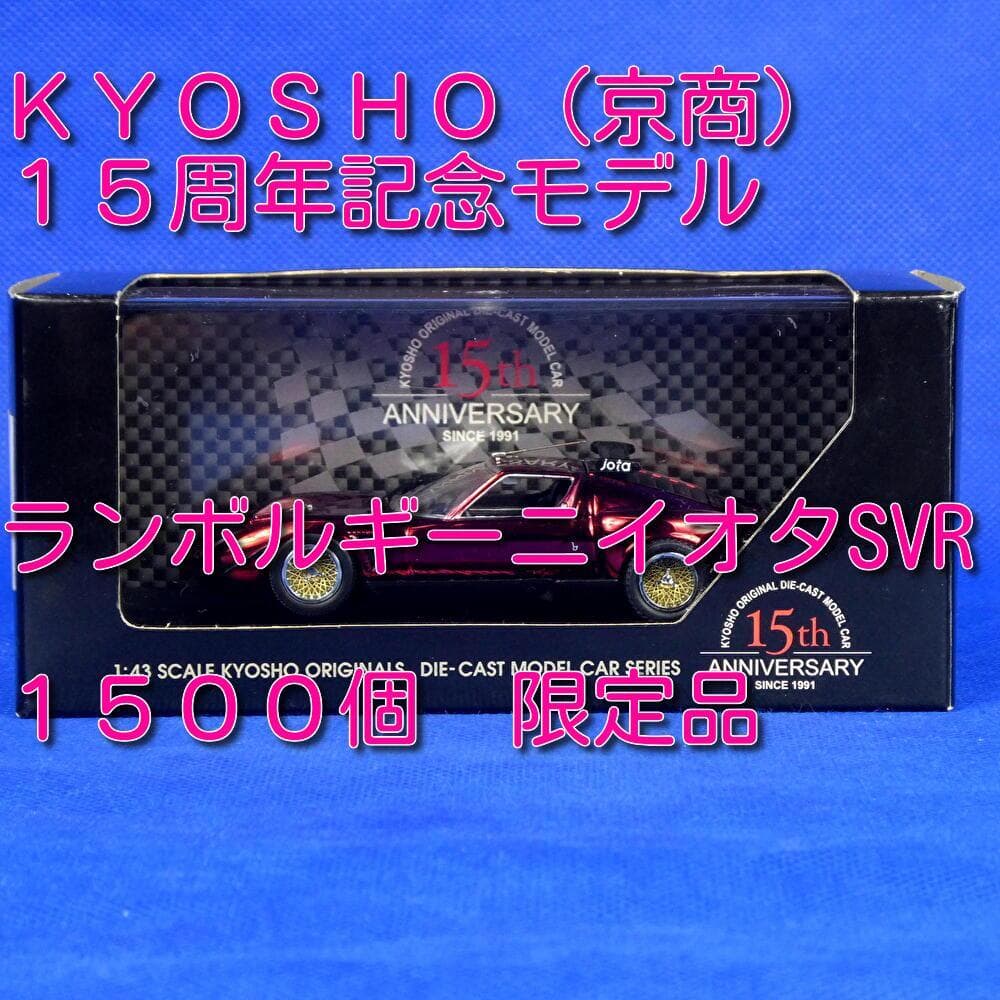 ＫＹＯＳＨＯ（京商）
１５周年記念モデル
KYOSHO ORIGINAL DIE-CAST MODEL CAR
15th
ANNIVERSARY
SINCE 1991
jota
ランボルギーニイオタSVR
KYOSHO ORIGINAL DIE-CAST MODEL CAR
15th
ANNIVERSARY
SINCE 1991
1:43 SCALE KYOSHO ORIGINALS DIE-CAST MODEL CAR SERIES
１５００個　限定品